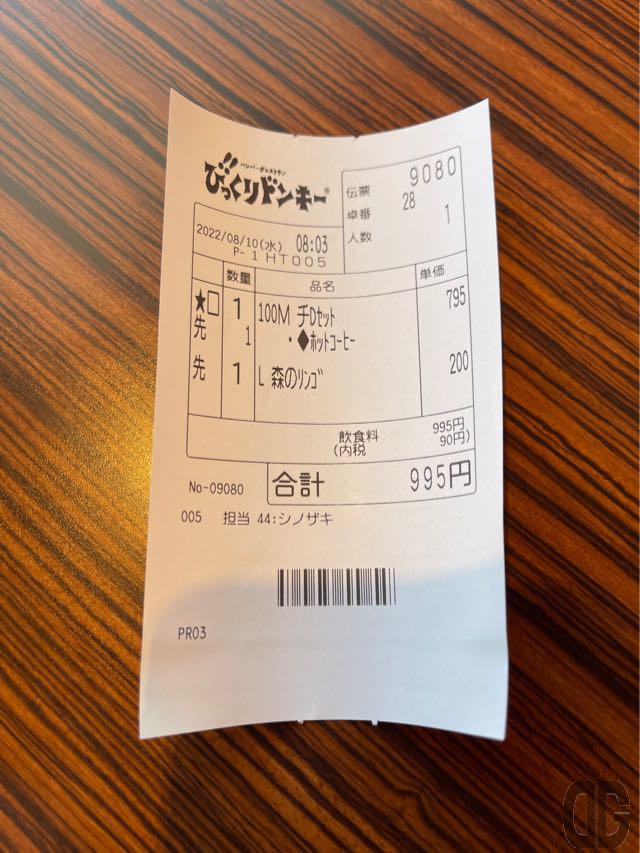 ハンバーグレストラン
びっくりドンキー®
伝票 9080
卓番 28
人数 1
2022/08/10(水) 08:03
P- 1 HT005
数量 品名 単価
★□ 1 100M チDセット 795
先 1 ・◆ホットコーヒー
先 1 L 森のリンゴ 200
飲食料 995円
(内税 90円)
合計 995円
No-09080
005 担当 44:シノザキ
PR03
DG